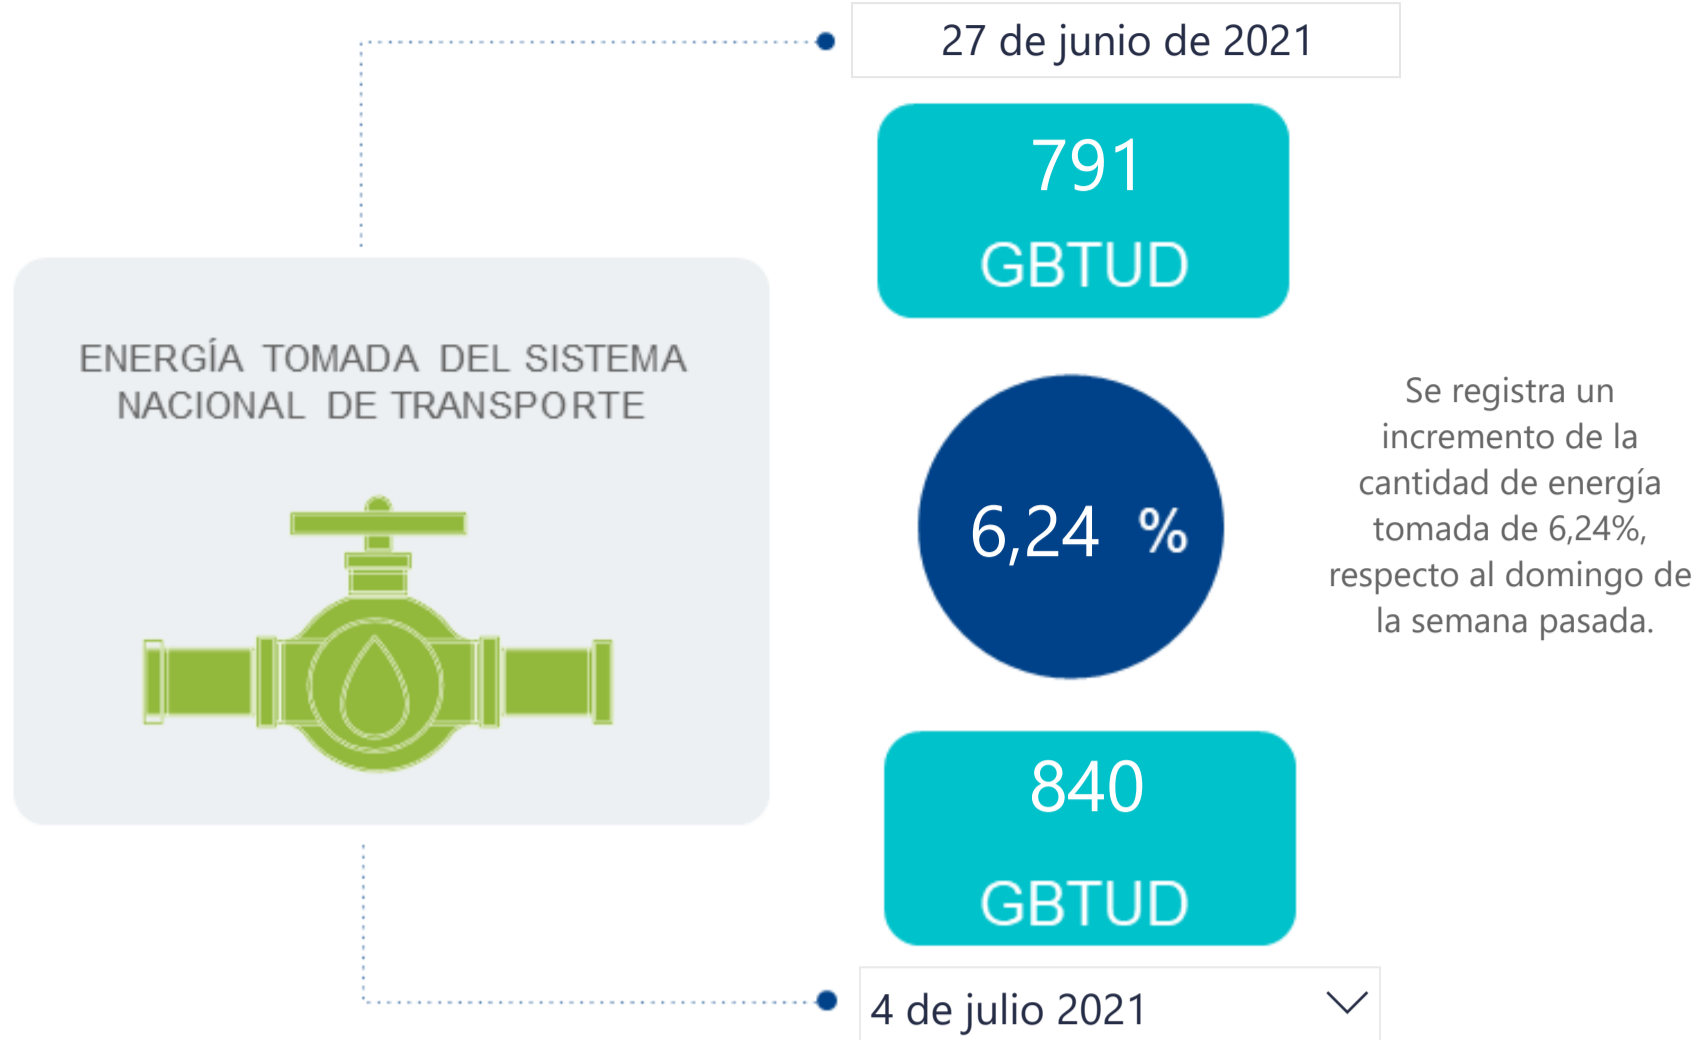 27 de junio de 2021
791
GBTUD
ENERGÍA TOMADA DEL SISTEMA
NACIONAL DE TRANSPORTE
6,24 %
Se registra un
incremento de la
cantidad de energía
tomada de 6,24%,
respecto al domingo de
la semana pasada.
840
GBTUD
4 de julio 2021